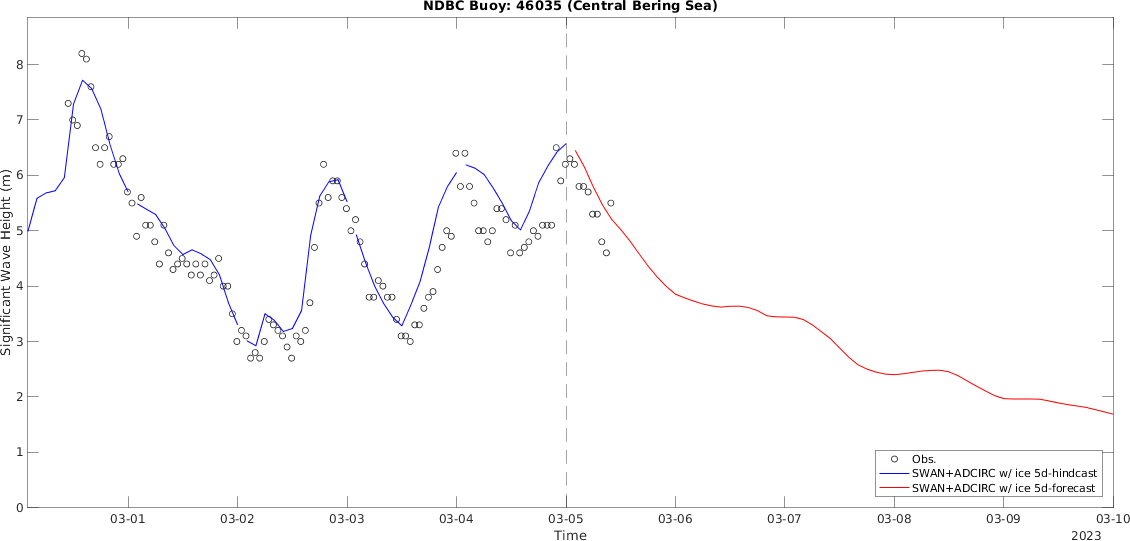 NDBC Buoy: 46035 (Central Bering Sea)
Significant Wave Height (m)
8
7
6
5
4
3
2
1
0
Obs.
SWAN+ADCIRC w/ ice 5d-hindcast
SWAN+ADCIRC w/ ice 5d-forecast
03-01 03-02 03-03 03-04 03-05 03-06 03-07 03-08 03-09 03-10
Time
2023